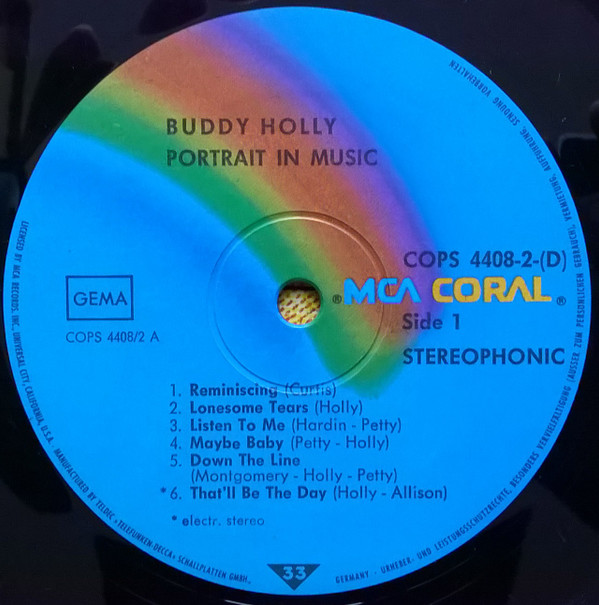 BUDDY HOLLY
PORTRAIT IN MUSIC
COPS 4408-2-(D)
GEMA
® MCA CORAL ®
COPS 4408/2 A
Side 1
STEREOPHONIC
1. Reminiscing (Curtis)
2. Lonesome Tears (Holly)
3. Listen To Me (Hardin - Petty)
4. Maybe Baby (Petty - Holly)
5. Down The Line
(Montgomery - Holly - Petty)
*6. That'll Be The Day (Holly - Allison)
* electr. stereo
33
LICENSED BY MCA RECORDS, INC., UNIVERSAL CITY, CALIFORNIA, U.S.A. · MANUFACTURED BY TELDEC »TELEFUNKEN-DECCA« SCHALLPLATTEN GMBH.,
GERMANY · URHEBER- UND LEISTUNGSSCHUTZRECHTE, BESONDERS VERVIELFÄLTIGUNG (AUSSER ZUM PERSÖNLICHEN GEBRAUCH), VERMIETUNG, AUFFÜHRUNG, SENDUNG VORBEHALTEN